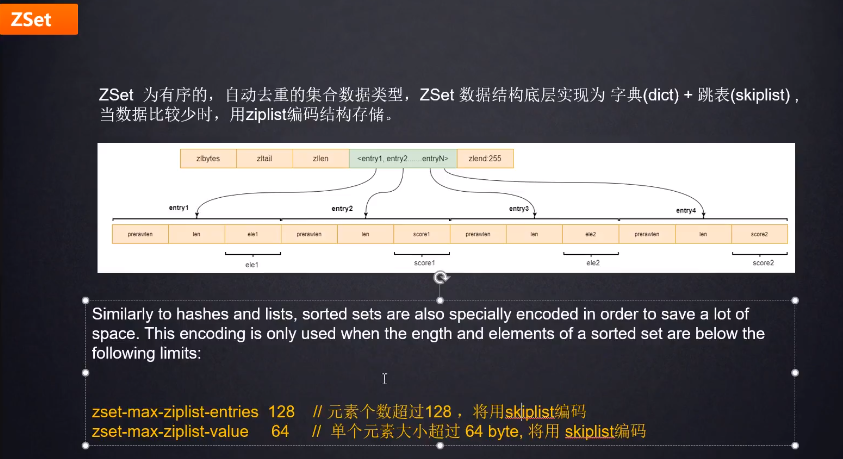 ZSet
ZSet 为有序的，自动去重的集合数据类型，ZSet 数据结构底层实现为 字典(dict) + 跳表(skiplist) ,
当数据比较少时，用ziplist编码结构存储。
zlbytes zltail zllen <entry1, entry2......entryN> zlend:255
entry1 entry2 entry3 entry4
prerawlen len ele1 prerawlen len score1 prerawlen len ele2 prerawlen len score2
ele1 score1 ele2 score2
Similarly to hashes and lists, sorted sets are also specially encoded in order to save a lot of
space. This encoding is only used when the ength and elements of a sorted set are below the
following limits:
zset-max-ziplist-entries 128 // 元素个数超过128 ，将用skiplist编码
zset-max-ziplist-value 64 // 单个元素大小超过 64 byte, 将用 skiplist编码